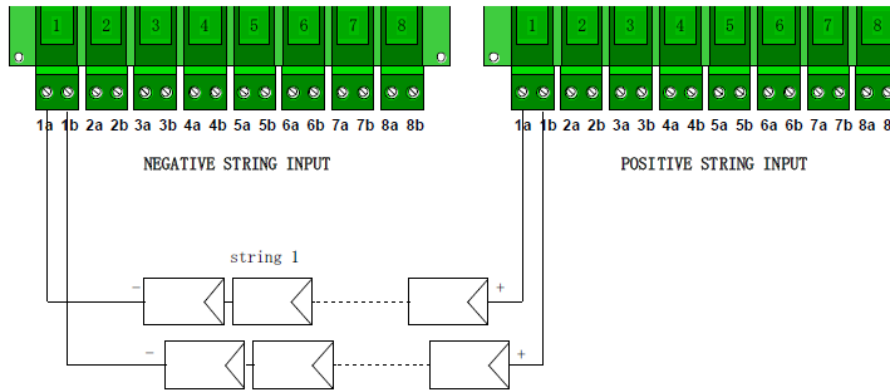 1 2 3 4 5 6 7 8 1 2 3 4 5 6 7 8
1a 1b 2a 2b 3a 3b 4a 4b 5a 5b 6a 6b 7a 7b 8a 8b 1a 1b 2a 2b 3a 3b 4a 4b 5a 5b 6a 6b 7a 7b 8a 8
NEGATIVE STRING INPUT POSITIVE STRING INPUT
string 1
- +
- +